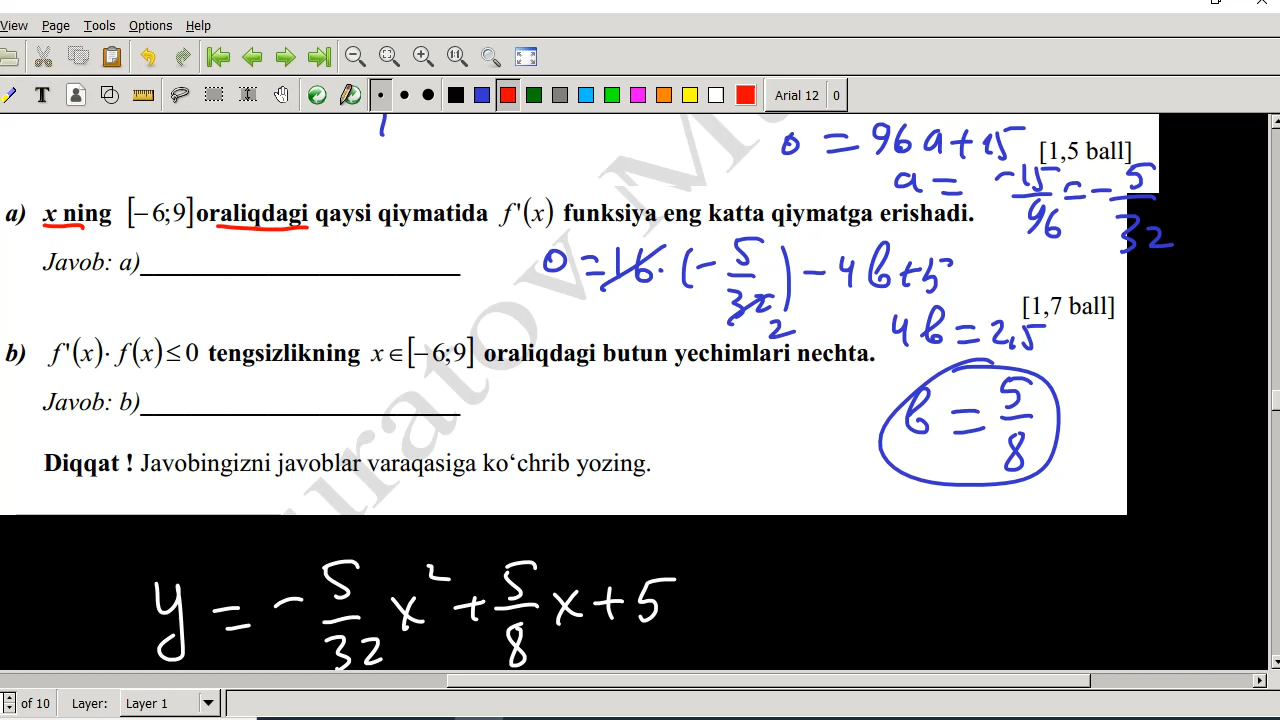 View Page Tools Options Help
Arial 12 0
0 = 96a+15
[1,5 ball]
a = -15/96 = -5/32
a) x ning [-6;9] oraliqdagi qaysi qiymatida f'(x) funksiya eng katta qiymatga erishadi.
Javob: a)
0 = 16·(-5/32) - 4b+5
2
[1,7 ball]
4b = 2,5
b) f'(x)·f(x) ≤ 0 tengsizlikning x∈[-6;9] oraliqdagi butun yechimlari nechta.
Javob: b)
b = 5/8
Diqqat ! Javobingizni javoblar varaqasiga ko‘chrib yozing.
y = -5/32 x² + 5/8 x + 5
of 10 Layer: Layer 1